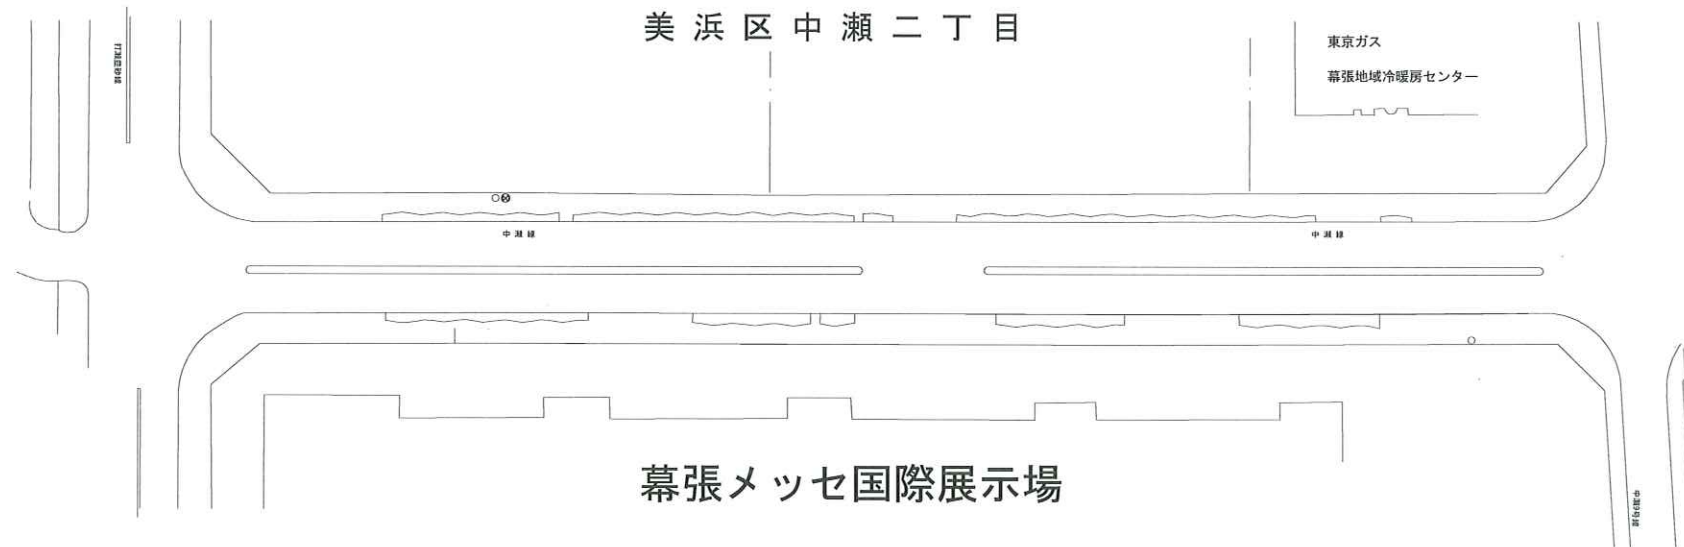 美浜区中瀬二丁目
東京ガス
幕張地域冷暖房センター
中瀬線
中瀬線
幕張メッセ国際展示場